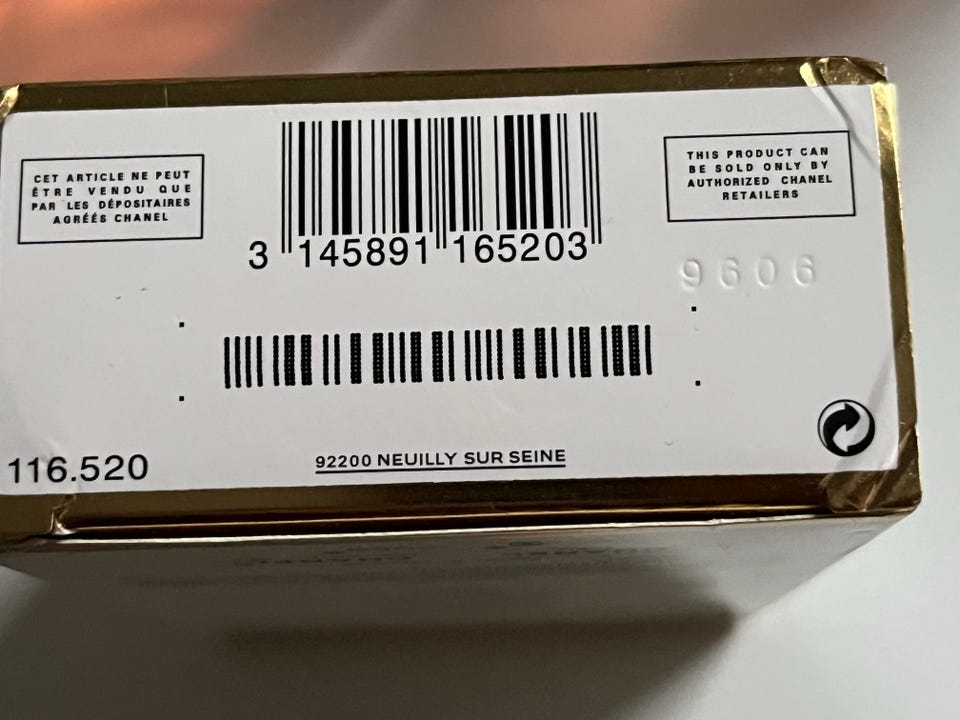 CET ARTICLE NE PEUT
ÊTRE VENDU QUE
PAR LES DÉPOSITAIRES
AGRÉÉS CHANEL
3 145891 165203
THIS PRODUCT CAN
BE SOLD ONLY BY
AUTHORIZED CHANEL
RETAILERS
9606
116.520
92200 NEUILLY SUR SEINE